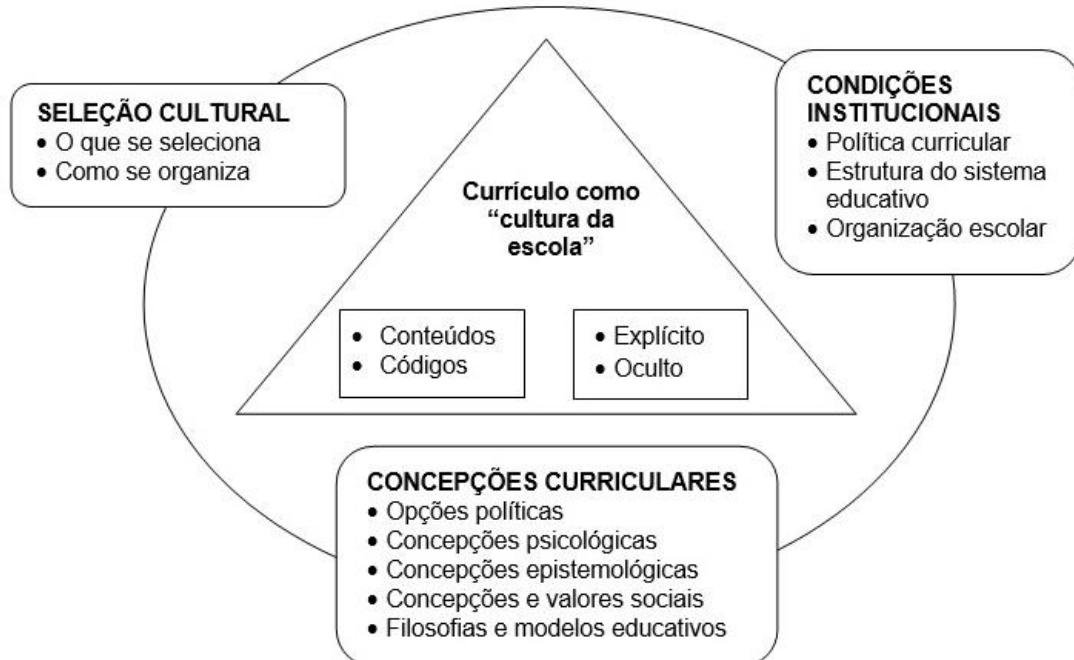 SELEÇÃO CULTURAL
• O que se seleciona
• Como se organiza
CONDIÇÕES
INSTITUCIONAIS
• Política curricular
• Estrutura do sistema
educativo
• Organização escolar
Currículo como
“cultura da
escola”
• Conteúdos
• Códigos
• Explícito
• Oculto
CONCEPÇÕES CURRICULARES
• Opções políticas
• Concepções psicológicas
• Concepções epistemológicas
• Concepções e valores sociais
• Filosofias e modelos educativos